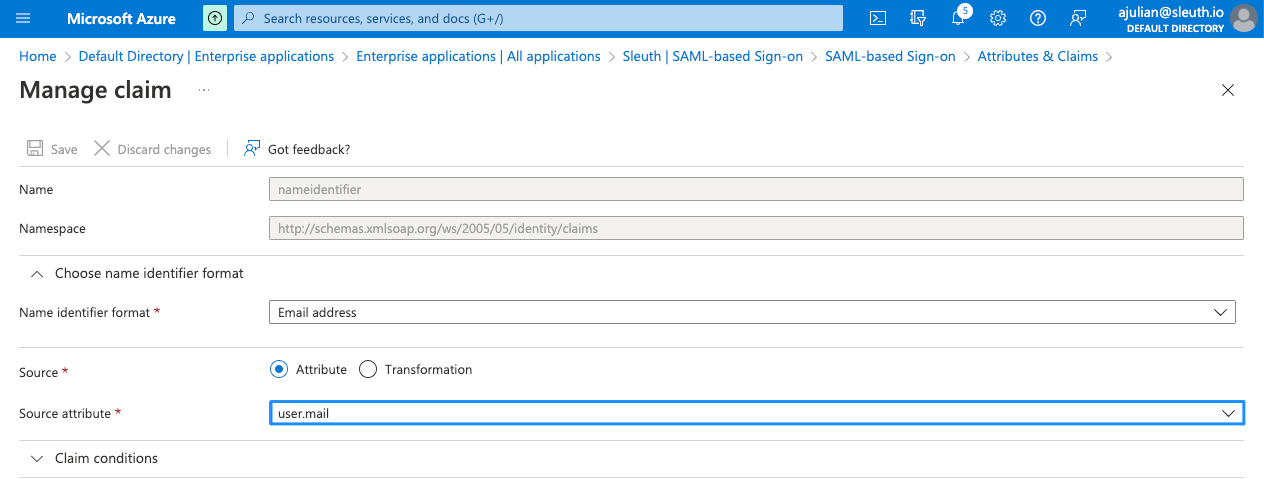 Microsoft Azure
Search resources, services, and docs (G+/)
5
ajulian@sleuth.io
DEFAULT DIRECTORY
Home > Default Directory | Enterprise applications > Enterprise applications | All applications > Sleuth | SAML-based Sign-on > SAML-based Sign-on > Attributes & Claims >
Manage claim ...
Save Discard changes Got feedback?
Name nameidentifier
Namespace http://schemas.xmlsoap.org/ws/2005/05/identity/claims
Choose name identifier format
Name identifier format * Email address
Source * Attribute Transformation
Source attribute * user.mail
Claim conditions